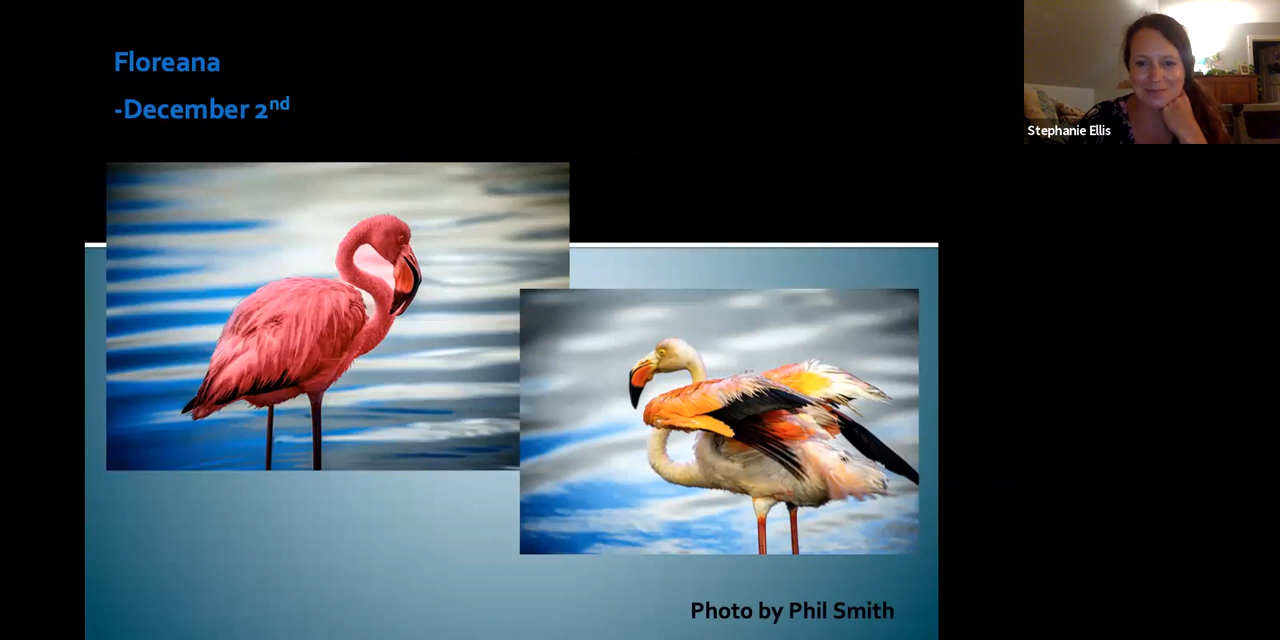 Floreana
-December 2nd
Stephanie Ellis
Photo by Phil Smith